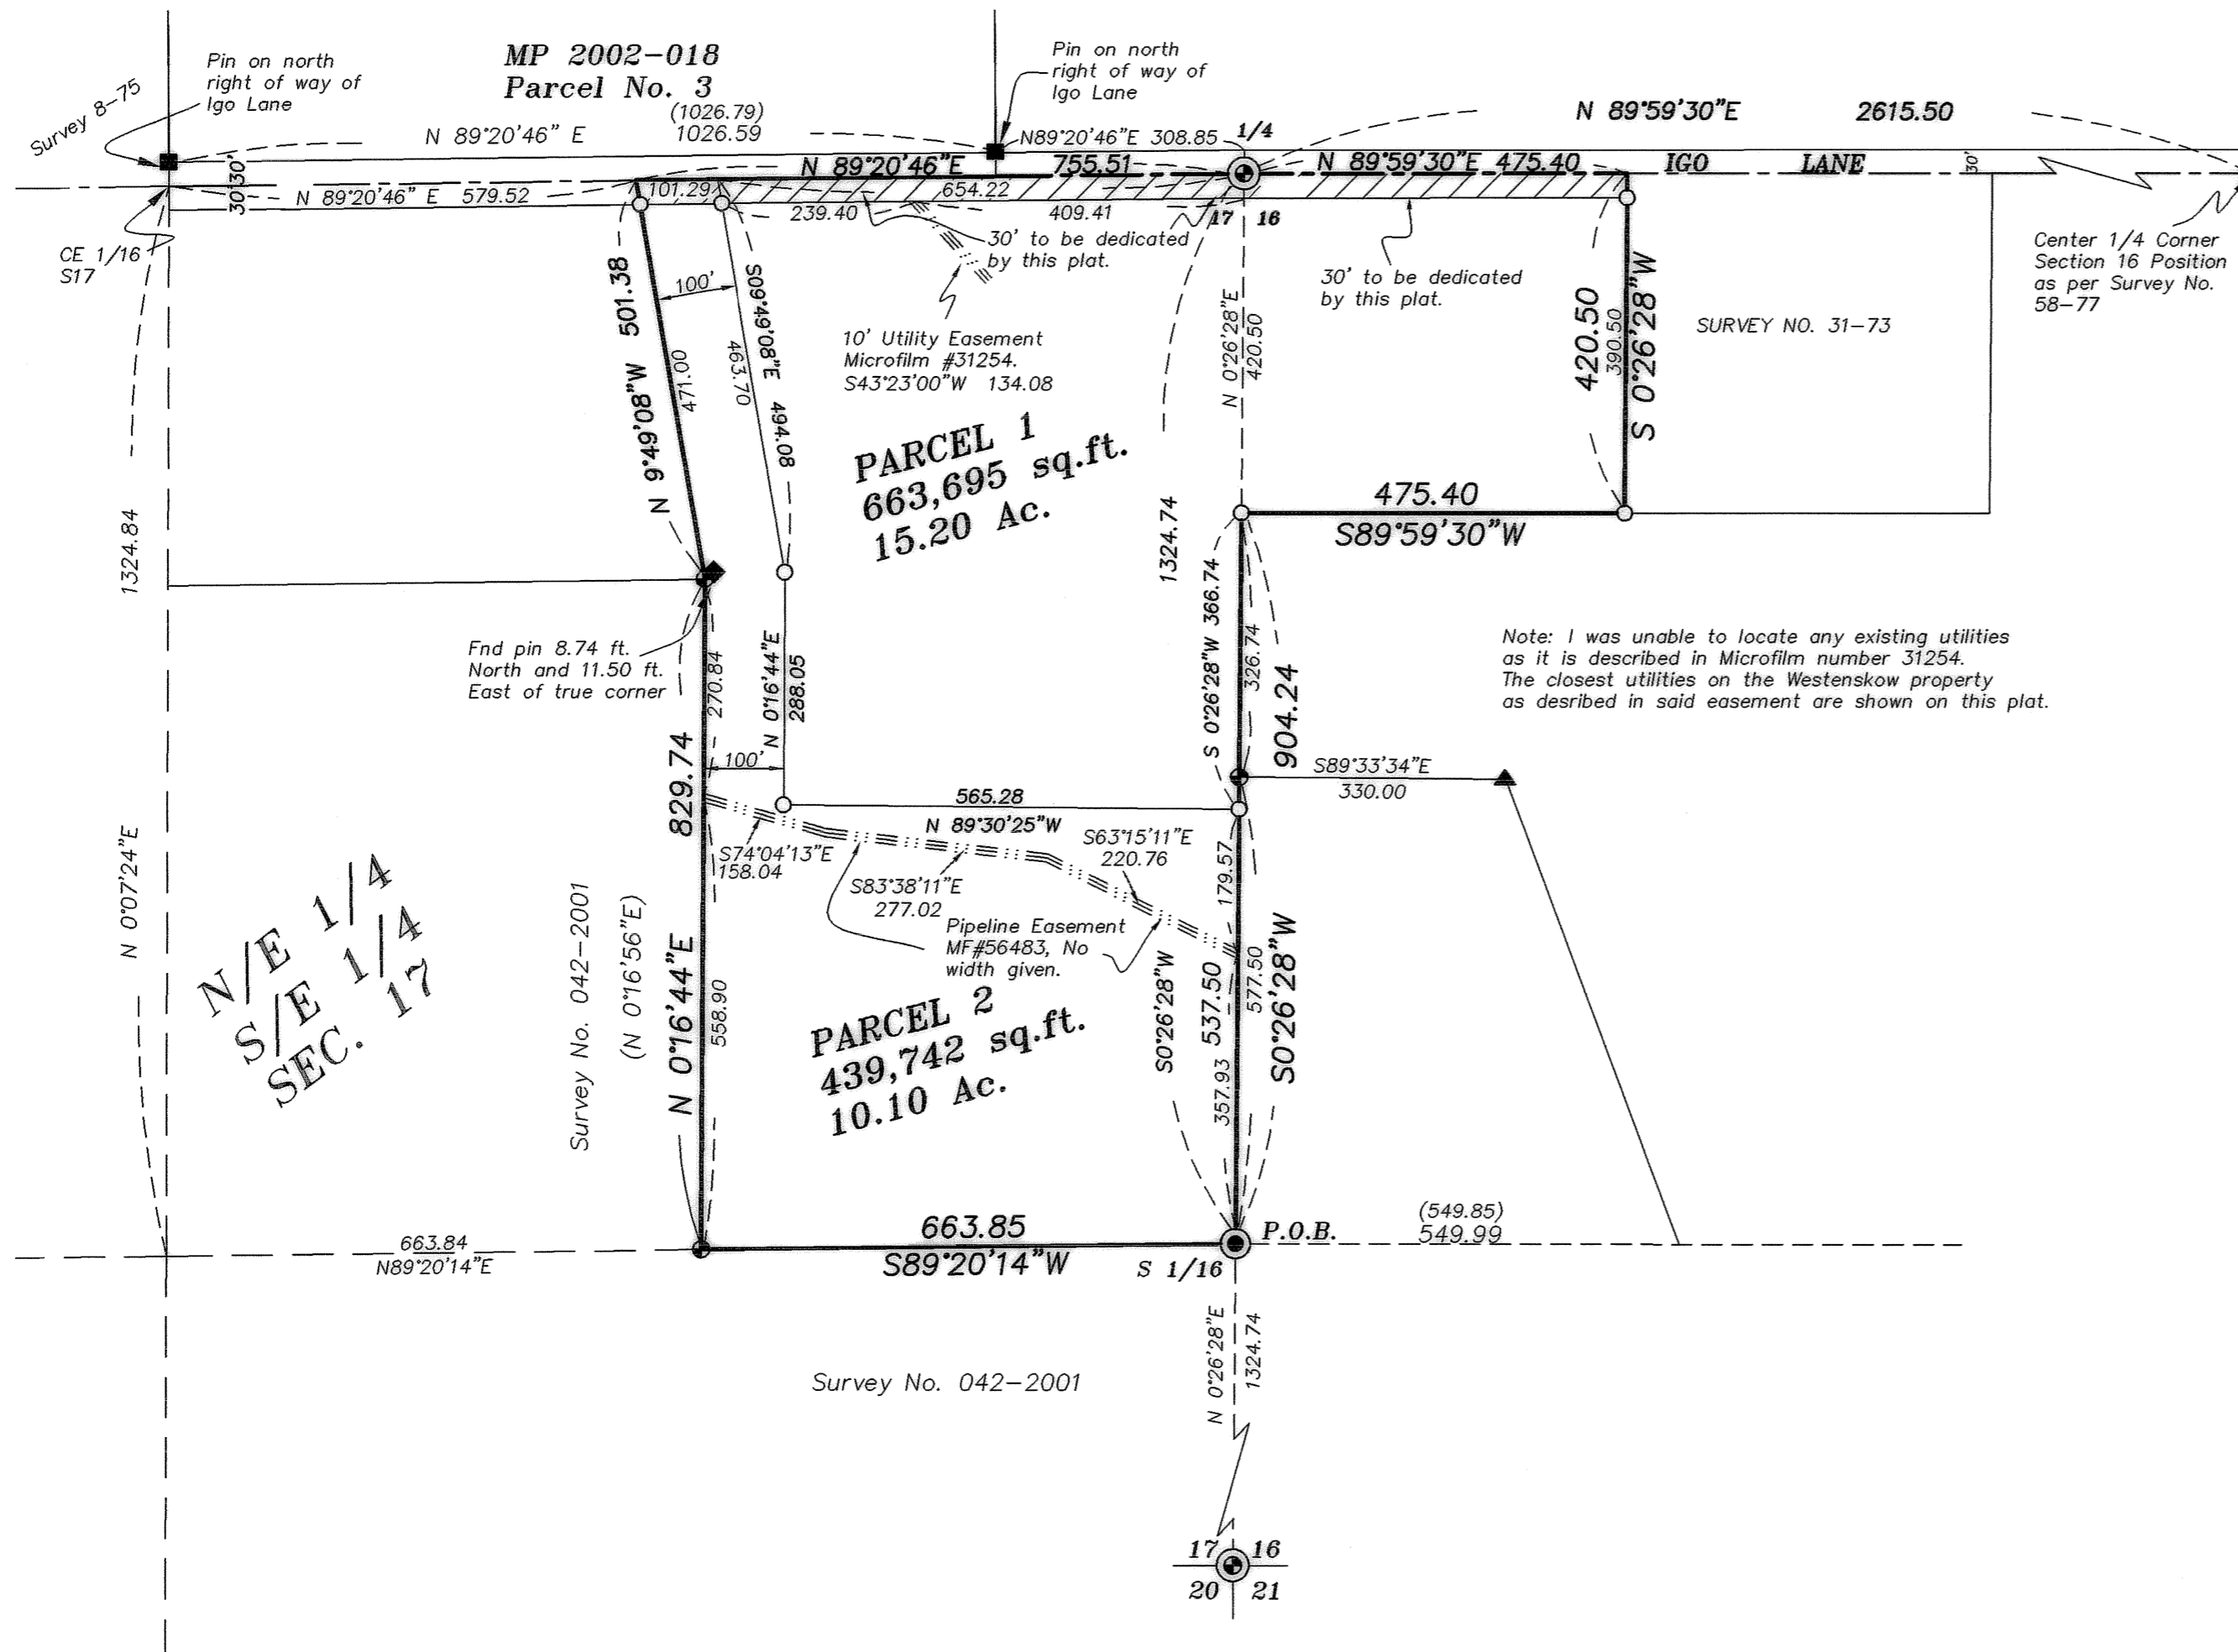 Survey 8-75
Pin on north
right of way of
Igo Lane
MP 2002-018
Parcel No. 3
(1026.79)
N 89°20'46" E 1026.59
Pin on north
right of way of
Igo Lane
N89°20'46"E 308.85
1/4
N 89°59'30"E 2615.50
N 89°20'46"E 755.51
N 89°59'30"E 475.40
IGO LANE
30'
30'30'
N 89°20'46" E 579.52
101.29
654.22
239.40
409.41
17 16
CE 1/16
S17
30' to be dedicated
by this plat.
30' to be dedicated
by this plat.
Center 1/4 Corner
Section 16 Position
as per Survey No.
58-77
N 9°49'08"W 501.38
471.00
100'
S09°49'08"E 494.08
463.70
10' Utility Easement
Microfilm #31254.
S43°23'00"W 134.08
N 0°26'28"E
420.50
420.50
390.50
S 0°26'28"W
SURVEY NO. 31-73
PARCEL 1
663,695 sq.ft.
15.20 Ac.
1324.84
1324.74
475.40
S89°59'30"W
Fnd pin 8.74 ft.
North and 11.50 ft.
East of true corner
270.84
N 0°16'44"E
288.05
S 0°26'28"W 366.74
326.74
904.24
Note: I was unable to locate any existing utilities
as it is described in Microfilm number 31254.
The closest utilities on the Westenskow property
as desribed in said easement are shown on this plat.
829.74
100'
565.28
N 89°30'25"W
S89°33'34"E
330.00
S74°04'13"E
158.04
S83°38'11"E
277.02
S63°15'11"E
220.76
179.57
Pipeline Easement
MF#56483, No
width given.
N 0°07'24"E
N/E 1/4
S/E 1/4
SEC. 17
Survey No. 042-2001
(N 0°16'56"E)
N 0°16'44"E
558.90
S0°26'28"W
537.50
357.93
577.50
S0°26'28"W
PARCEL 2
439,742 sq.ft.
10.10 Ac.
663.84
N89°20'14"E
663.85
S89°20'14"W
S 1/16
P.O.B.
(549.85)
549.99
N 0°26'28"E
1324.74
Survey No. 042-2001
17 16
20 21